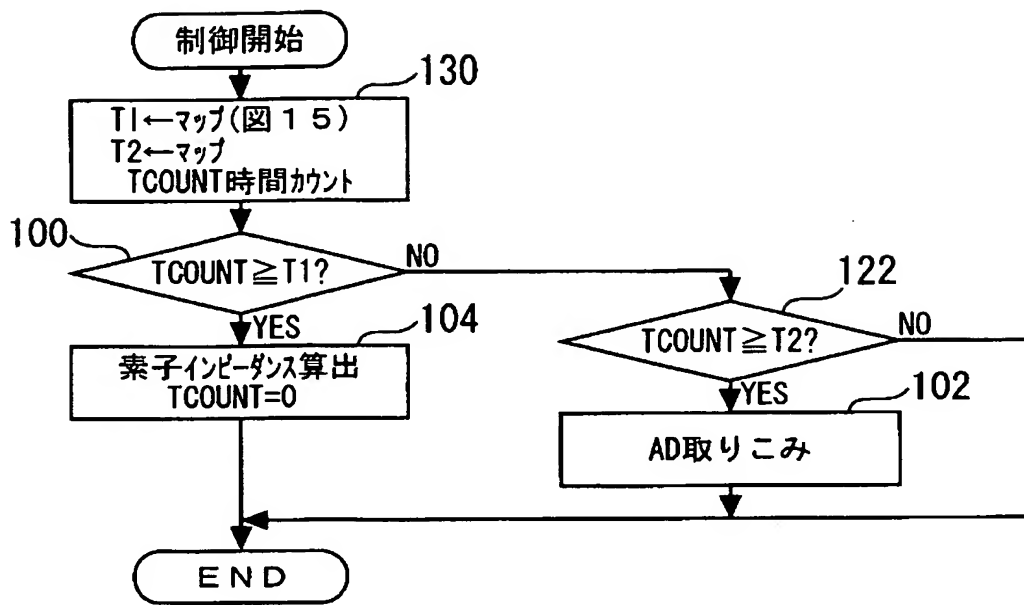 制御開始
130
T1←マップ(図15)
T2←マップ
TCOUNT時間カウント
100
TCOUNT≧T1?
NO
YES
122
TCOUNT≧T2?
NO
YES
104
素子インピーダンス算出
TCOUNT=0
102
AD取りこみ
END